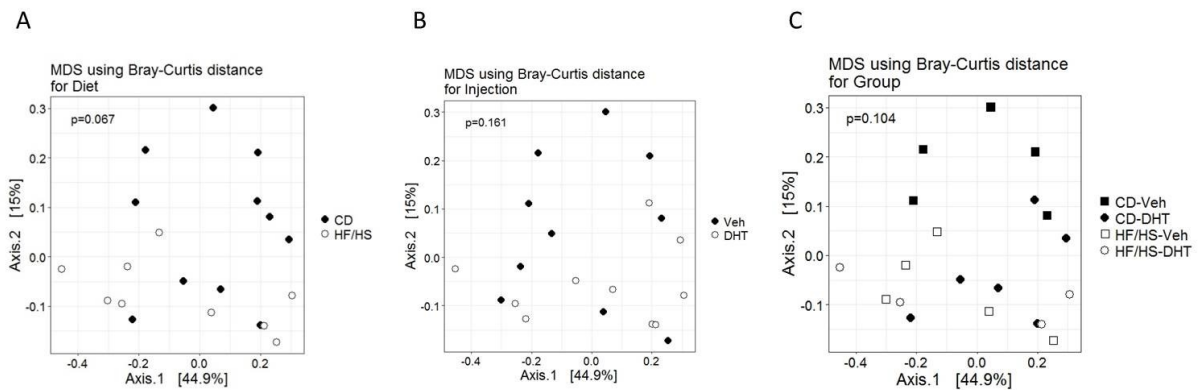 A
MDS using Bray-Curtis distance
for Diet
p=0.067
0.3
0.2
0.1
0.0
-0.1
Axis.2 [15%]
-0.4
-0.2
0.0
0.2
Axis.1 [44.9%]
CD
HF/HS
B
MDS using Bray-Curtis distance
for Injection
p=0.161
0.3
0.2
0.1
0.0
-0.1
Axis.2 [15%]
-0.4
-0.2
0.0
0.2
Axis.1 [44.9%]
Veh
DHT
C
MDS using Bray-Curtis distance
for Group
p=0.104
0.3
0.2
0.1
0.0
-0.1
Axis.2 [15%]
-0.4
-0.2
0.0
0.2
Axis.1 [44.9%]
CD-Veh
CD-DHT
HF/HS-Veh
HF/HS-DHT